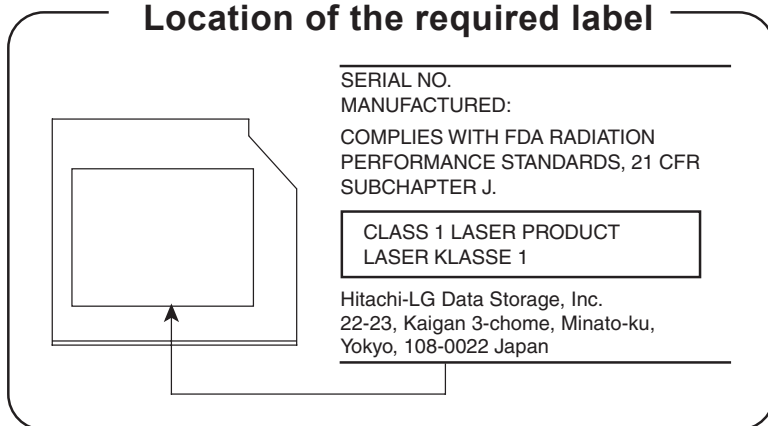 Location of the required label
SERIAL NO.
MANUFACTURED:
COMPLIES WITH FDA RADIATION
PERFORMANCE STANDARDS, 21 CFR
SUBCHAPTER J.
CLASS 1 LASER PRODUCT
LASER KLASSE 1
Hitachi-LG Data Storage, Inc.
22-23, Kaigan 3-chome, Minato-ku,
Yokyo, 108-0022 Japan